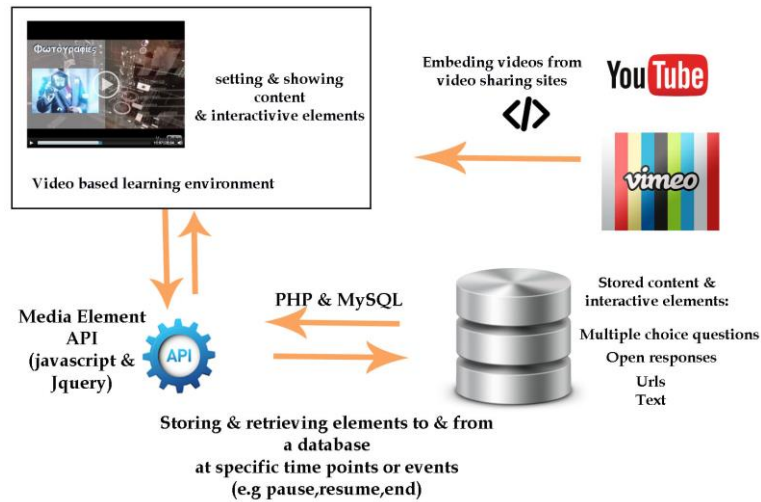 Φωτόγραφίες
setting & showing
content
& interactivive elements
Video based learning environment
Embeding videos from
video sharing sites
</>
YouTube
vimeo
Media Element
API
(javascript &
Jquery)
API
PHP & MySQL
Stored content &
interactive elements:
Multiple choice questions
Open responses
Urls
Text
Storing & retrieving elements to & from
a database
at specific time points or events
(e.g pause,resume,end)